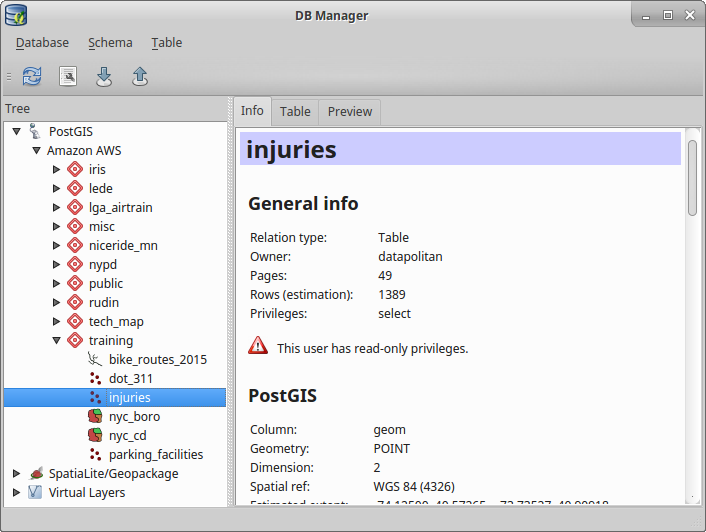 DB Manager
Database Schema Table
Tree
PostGIS
Amazon AWS
iris
lede
lga_airtrain
misc
niceride_mn
nypd
public
rudin
tech_map
training
bike_routes_2015
dot_311
injuries
nyc_boro
nyc_cd
parking_facilities
SpatiaLite/Geopackage
Virtual Layers
Info Table Preview
injuries
General info
Relation type: Table
Owner: datapolitan
Pages: 49
Rows (estimation): 1389
Privileges: select
This user has read-only privileges.
PostGIS
Column: geom
Geometry: POINT
Dimension: 2
Spatial ref: WGS 84 (4326)